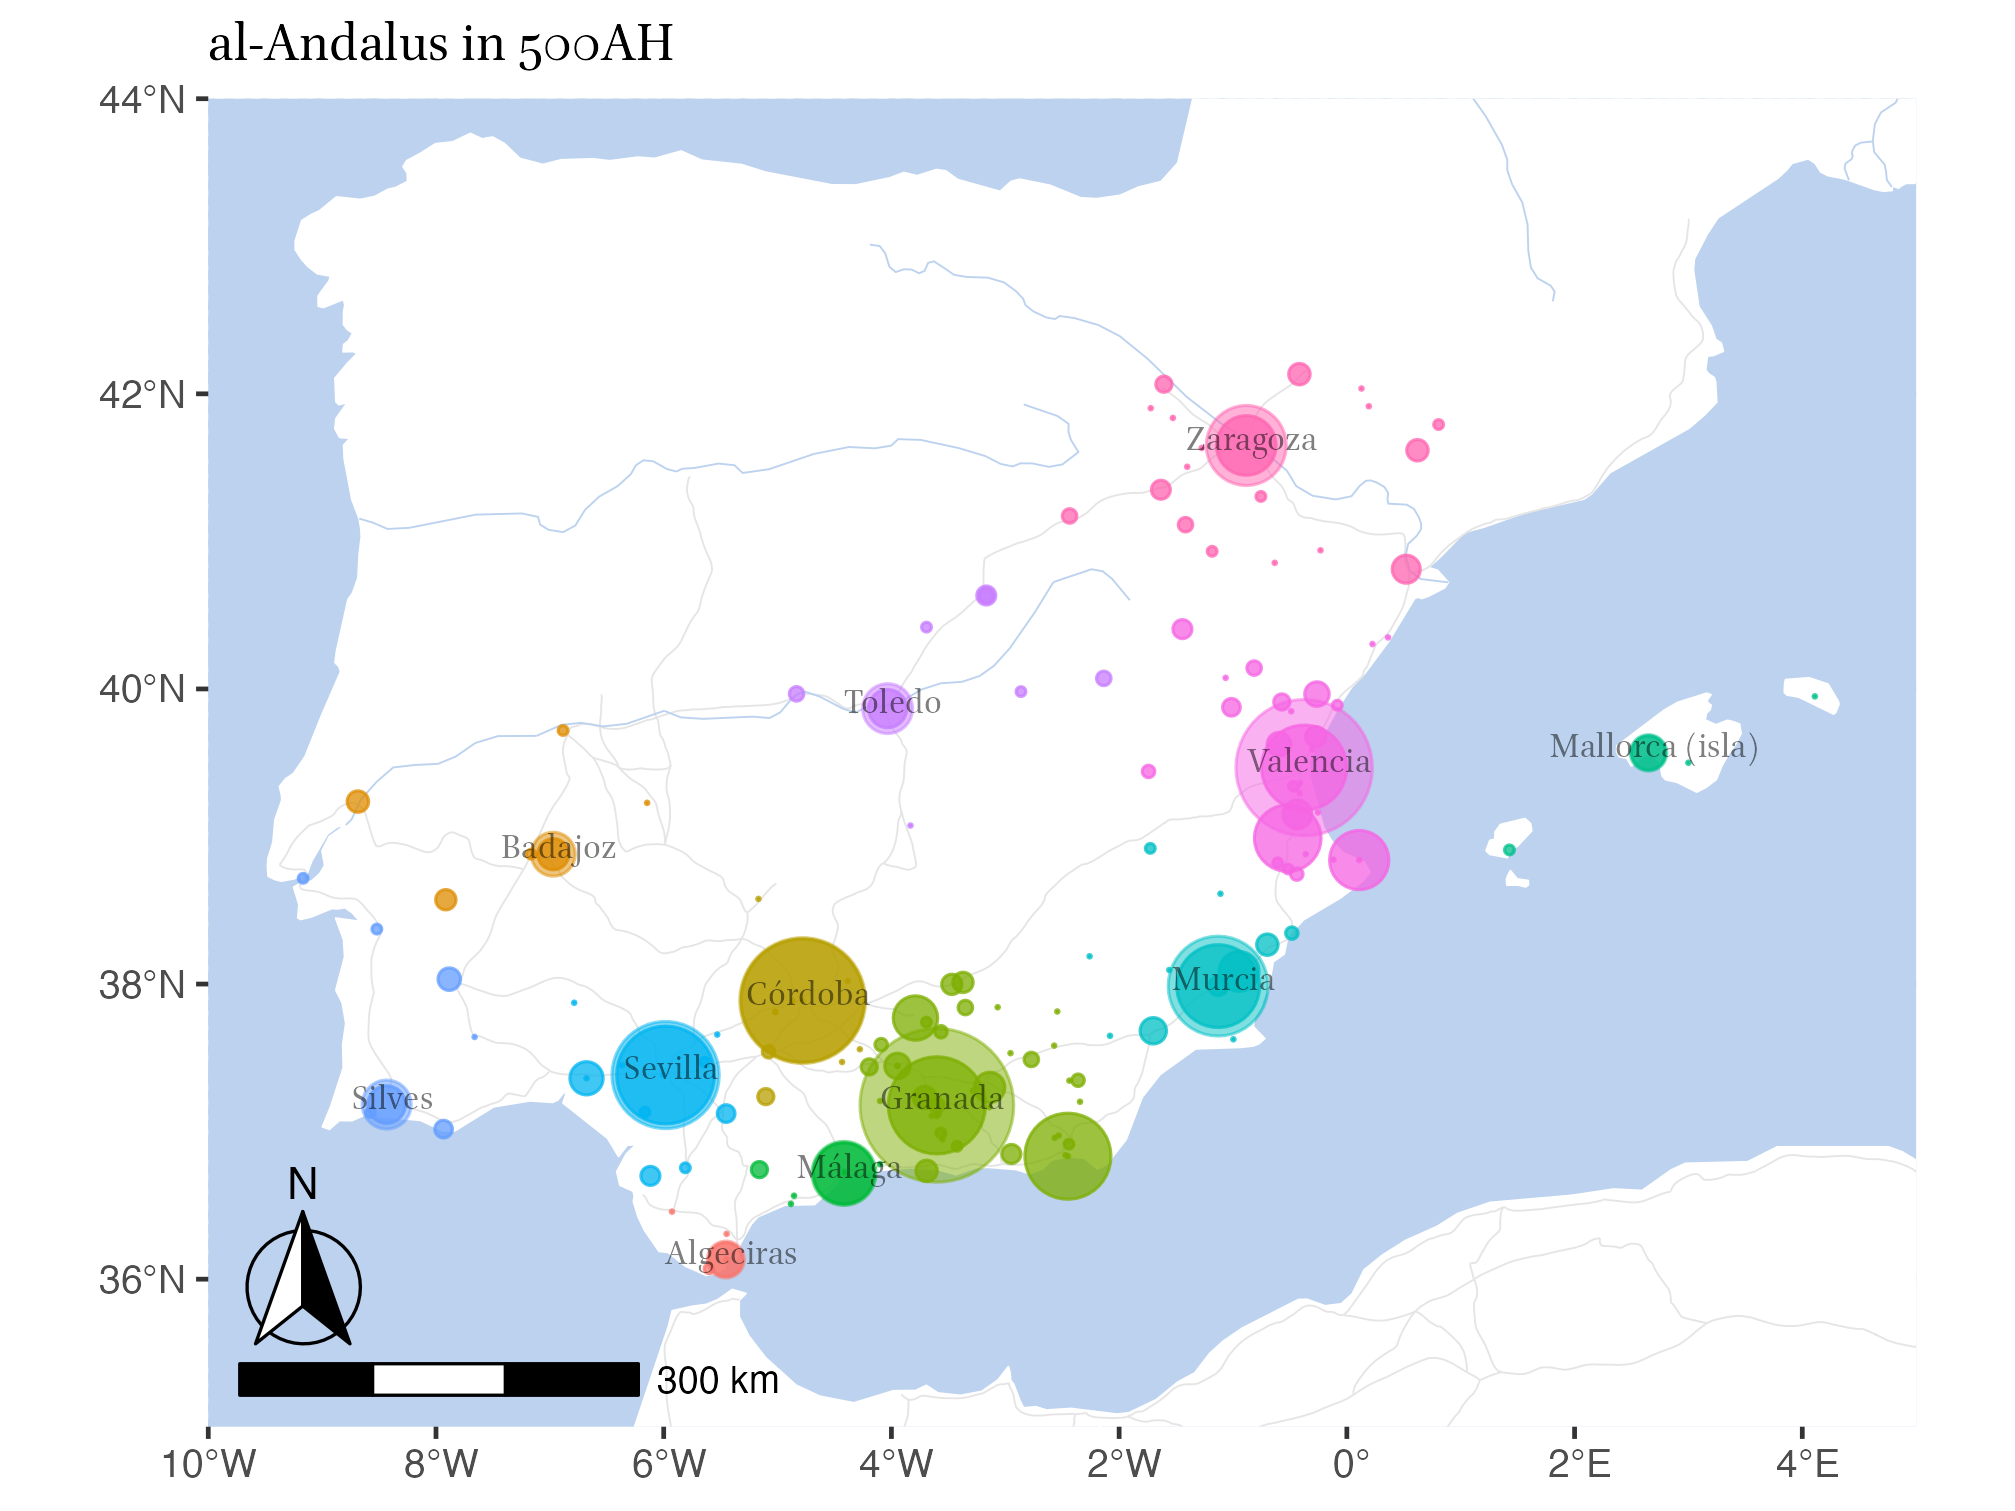 al-Andalus in 500AH
44°N
42°N
Zaragoza
40°N
Toledo
Mallorca (isla)
Valencia
Badajoz
38°N
Murcia
Córdoba
Sevilla
Silves
Granada
Málaga
N
Algeciras
36°N
300 km
10°W 8°W 6°W 4°W 2°W 0° 2°E 4°E